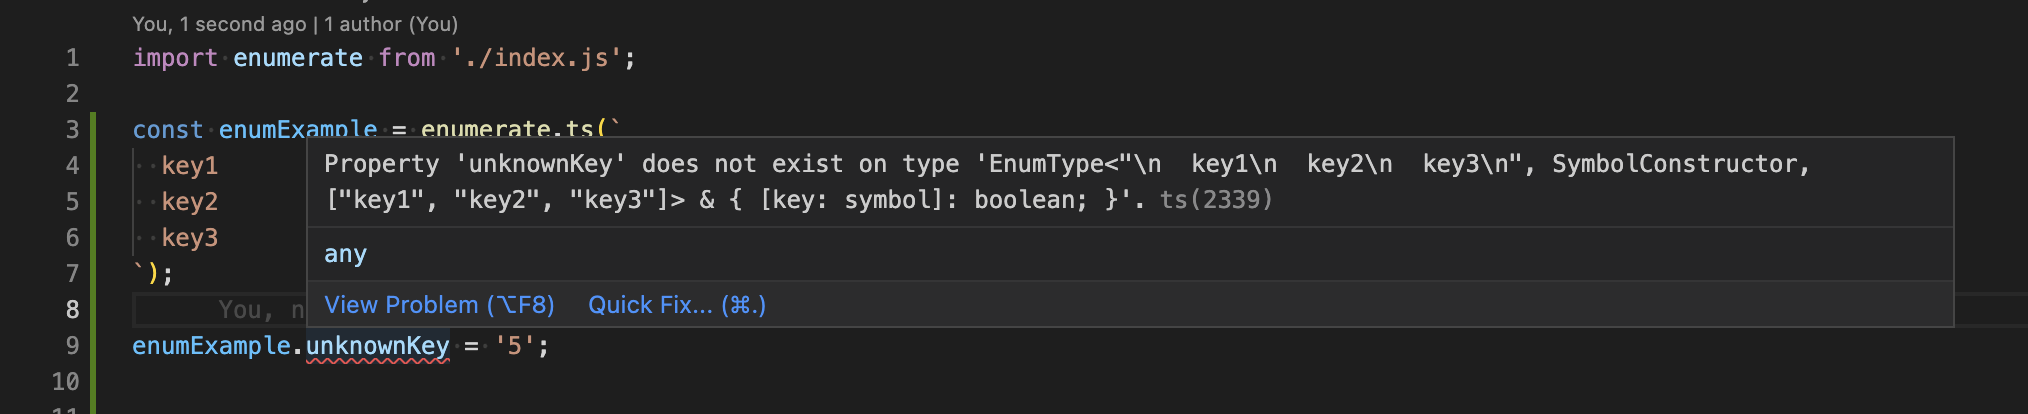 You, 1 second ago | 1 author (You)
1 import enumerate from './index.js';
2
3 const enumExample = enumerate.ts(`
4 key1
Property 'unknownKey' does not exist on type 'EnumType<"\n  key1\n  key2\n  key3\n", SymbolConstructor,
5 key2
["key1", "key2", "key3"]> & { [key: symbol]: boolean; }'. ts(2339)
6 key3
any
7 `);
8 You, n
View Problem (⌥F8) Quick Fix... (⌘.)
9 enumExample.unknownKey = '5';
10
11